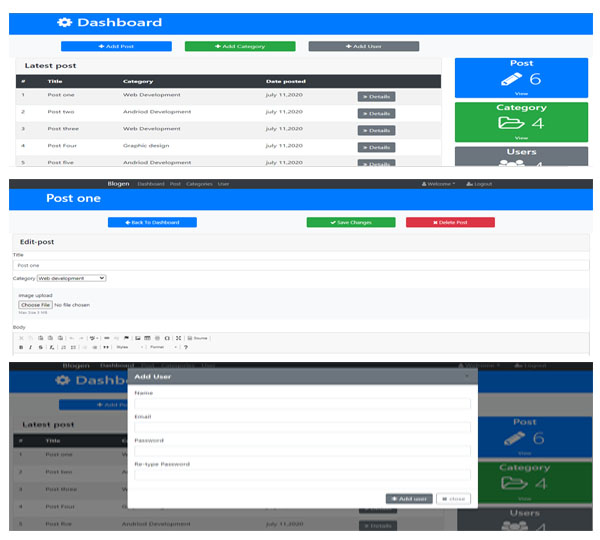 Dashboard
+ Add Post + Add Category + Add User
Latest post
# Title Category Date posted
1 Post one Web Development july 11,2020 » Details
2 Post two Andriod Development july 11,2020 » Details
3 Post three Web Development july 11,2020 » Details
4 Post Four Graphic design july 11,2020 » Details
5 Post five Andriod Development july 11,2020 » Details
Post
6
View
Category
4
View
Users
4
Blogen Dashboard Post Categories User Welcome Logout
Post one
Back To Dashboard Save Changes Delete Post
Edit-post
Title
Post one
Category Web development
image upload
Choose File No file chosen
Max Size 3 MB
Body
Source
B I S Styles Format ?
Blogen Dashboard Post Categories User Welcome Logout
Dashb
+ Add Po
Latest post
# Title C
1 Post one W
2 Post two A
3 Post three W
4 Post Four G
5 Post five Andriod Development july 11,2020 » Details
Add User
Name
Email
Password
Re-type Password
Add user close
Post
6
View
Category
4
View
Users
4